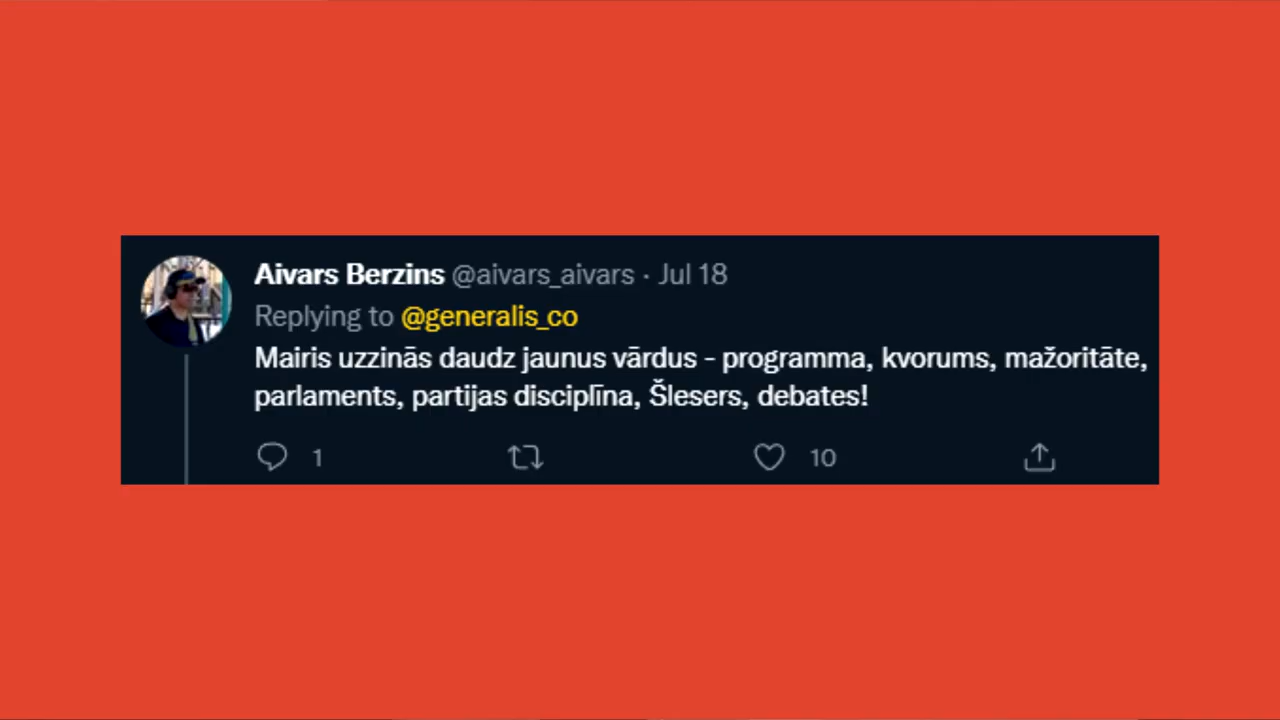 Aivars Berzins @aivars_aivars · Jul 18
Replying to @generalis_co
Mairis uzzinās daudz jaunus vārdus - programma, kvorums, mažoritāte,
parlaments, partijas disciplīna, Šlesers, debates!
1 10